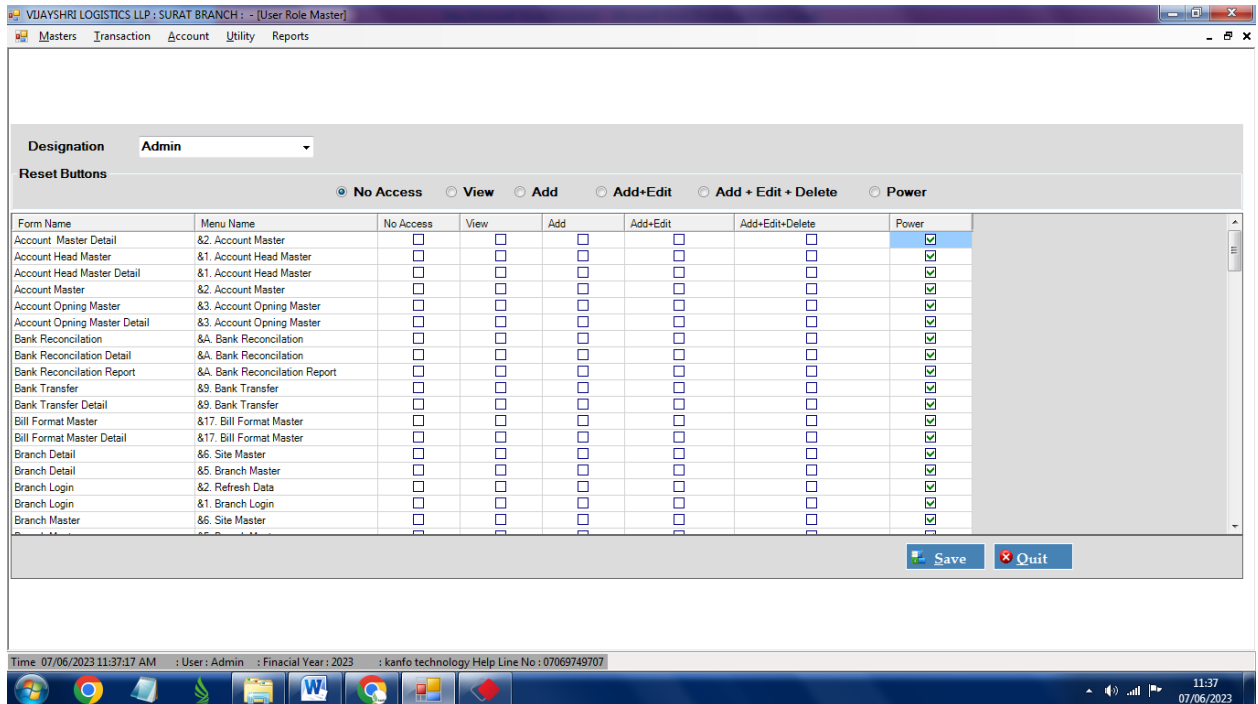 VIJAYSHRI LOGISTICS LLP : SURAT BRANCH : - [User Role Master]
Masters Transaction Account Utility Reports
Designation Admin
Reset Buttons
No Access View Add Add+Edit Add + Edit + Delete Power
Form Name Menu Name No Access View Add Add+Edit Add+Edit+Delete Power
Account Master Detail &2. Account Master
Account Head Master &1. Account Head Master
Account Head Master Detail &1. Account Head Master
Account Master &2. Account Master
Account Opning Master &3. Account Opning Master
Account Opning Master Detail &3. Account Opning Master
Bank Reconcilation &A. Bank Reconcilation
Bank Reconcilation Detail &A. Bank Reconcilation
Bank Reconcilation Report &A. Bank Reconcilation Report
Bank Transfer &9. Bank Transfer
Bank Transfer Detail &9. Bank Transfer
Bill Format Master &17. Bill Format Master
Bill Format Master Detail &17. Bill Format Master
Branch Detail &6. Site Master
Branch Detail &5. Branch Master
Branch Login &2. Refresh Data
Branch Login &1. Branch Login
Branch Master &6. Site Master
Save Quit
Time 07/06/2023 11:37:17 AM : User : Admin : Finacial Year : 2023 : kanfo technology Help Line No : 07069749707
11:37
07/06/2023